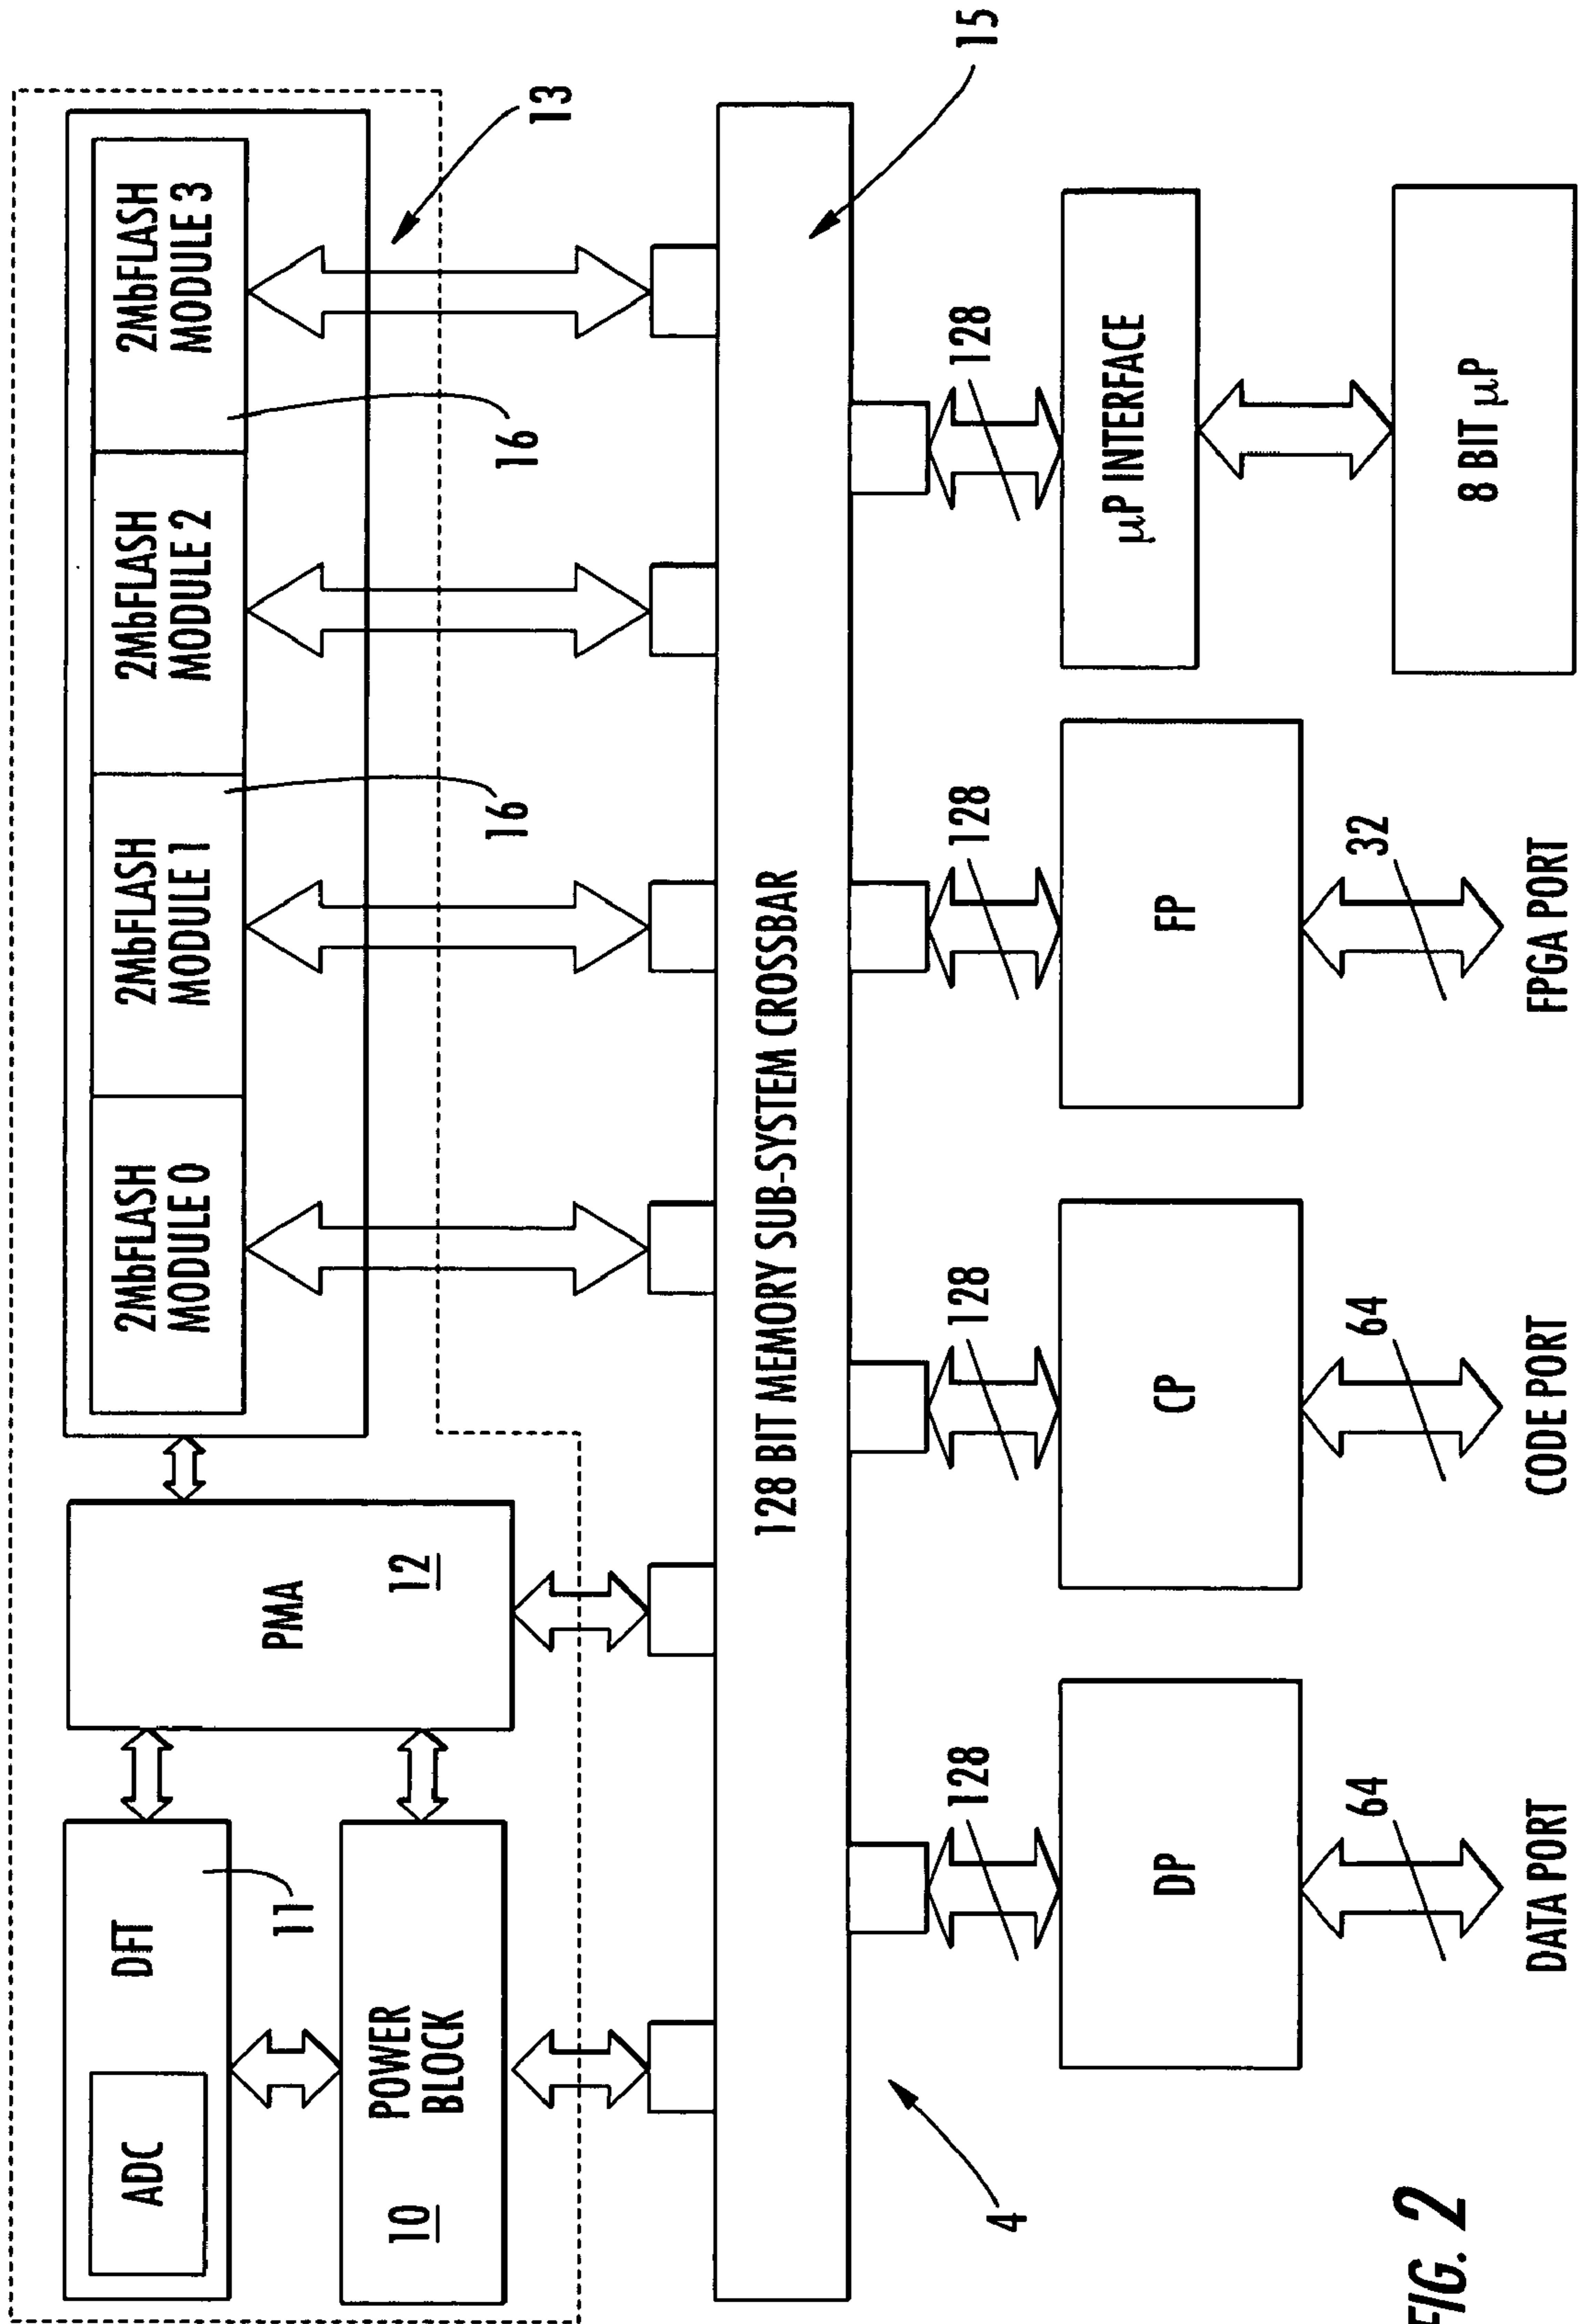 ADC
DFT
11
POWER
BLOCK
10
PMA
12
2MbFLASH
MODULE 0
2MbFLASH
MODULE 1
2MbFLASH
MODULE 2
2MbFLASH
MODULE 3
16
16
13
128 BIT MEMORY SUB-SYSTEM CROSSBAR
15
4
128
128
128
128
DP
CP
FP
µP INTERFACE
64
64
32
8 BIT µP
DATA PORT
CODE PORT
FPGA PORT
FIG. 2